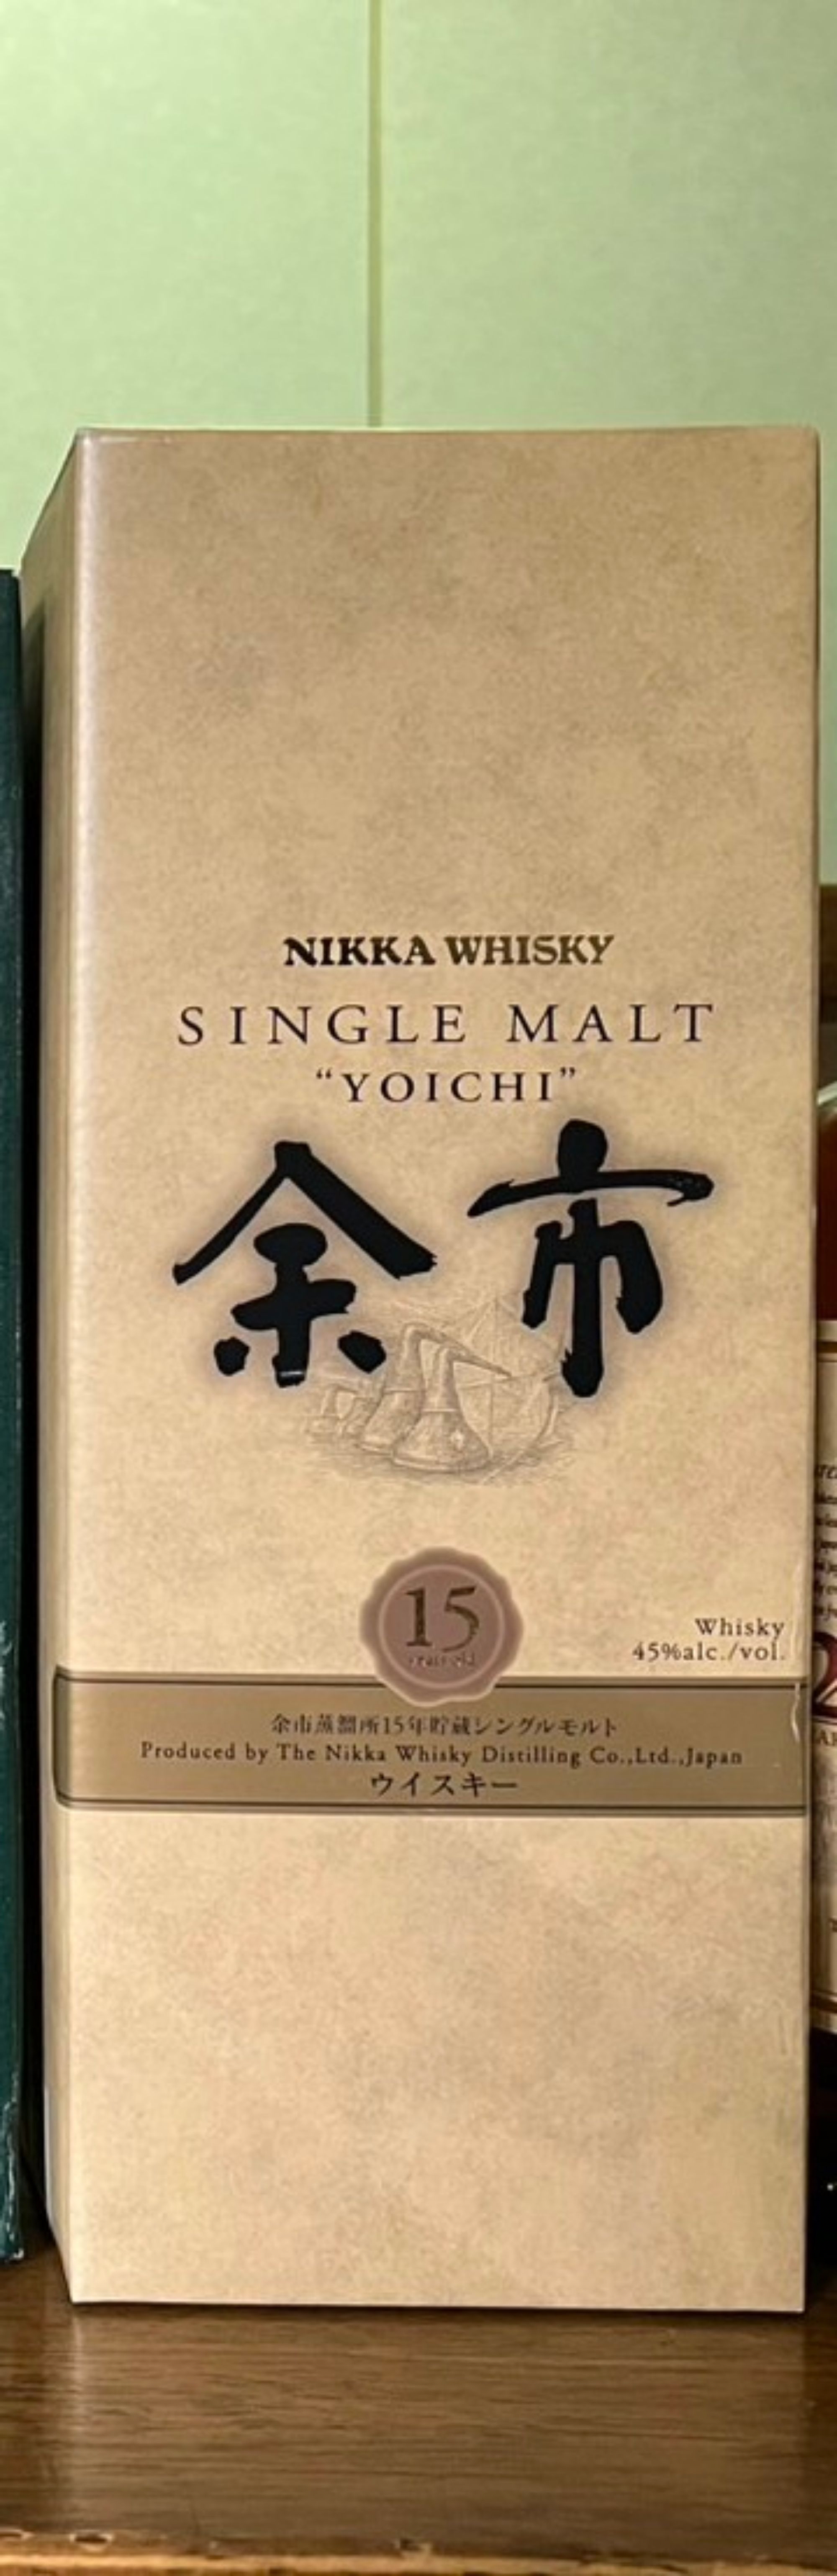 NIKKA WHISKY
SINGLE MALT
“YOICHI”
余市
15
years old
Whisky
45%alc./vol.
余市蒸溜所15年貯蔵シングルモルト
Produced by The Nikka Whisky Distilling Co.,Ltd.,Japan
ウイスキー